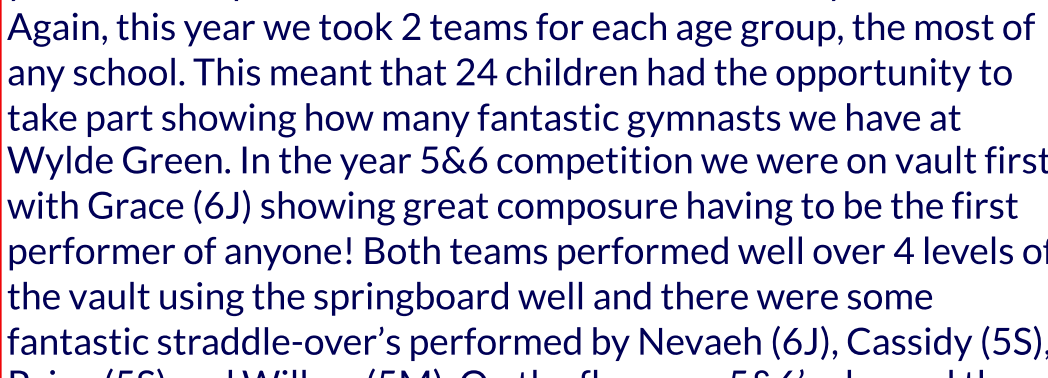 Again, this year we took 2 teams for each age group, the most of
any school. This meant that 24 children had the opportunity to
take part showing how many fantastic gymnasts we have at
Wylde Green. In the year 5&6 competition we were on vault first
with Grace (6J) showing great composure having to be the first
performer of anyone! Both teams performed well over 4 levels of
the vault using the springboard well and there were some
fantastic straddle-over’s performed by Nevaeh (6J), Cassidy (5S),